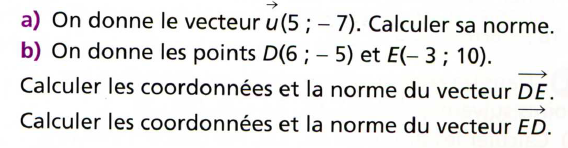 a) On donne le vecteur $\overrightarrow{u}$(5 ; – 7). Calculer sa norme.
b) On donne les points D(6 ; – 5) et E(– 3 ; 10).
Calculer les coordonnées et la norme du vecteur $\overrightarrow{DE}$.
Calculer les coordonnées et la norme du vecteur $\overrightarrow{ED}$.